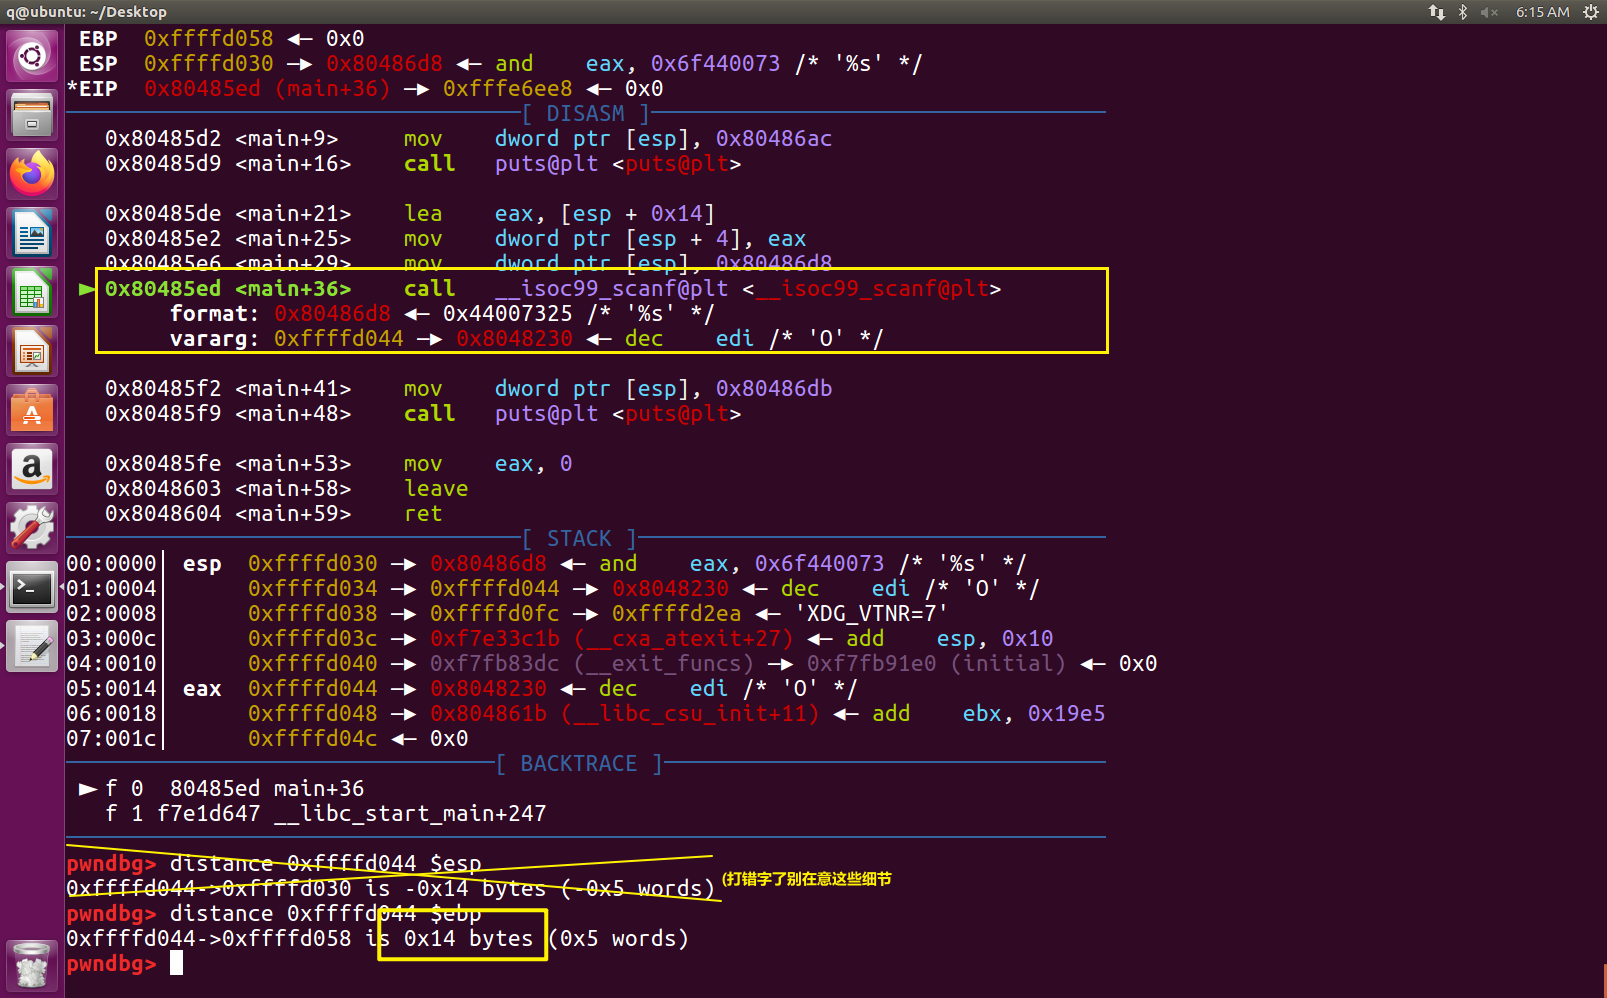 q@ubuntu: ~/Desktop 6:15 AM
EBP 0xffffd058 ◂— 0x0
ESP 0xffffd030 —▸ 0x80486d8 ◂— and eax, 0x6f440073 /* '%s' */
*EIP 0x80485ed (main+36) —▸ 0xfffe6ee8 ◂— 0x0
[ DISASM ]
0x80485d2 <main+9> mov dword ptr [esp], 0x80486ac
0x80485d9 <main+16> call puts@plt <puts@plt>
0x80485de <main+21> lea eax, [esp + 0x14]
0x80485e2 <main+25> mov dword ptr [esp + 4], eax
0x80485e6 <main+29> mov dword ptr [esp], 0x80486d8
► 0x80485ed <main+36> call __isoc99_scanf@plt <__isoc99_scanf@plt>
format: 0x80486d8 ◂— 0x44007325 /* '%s' */
vararg: 0xffffd044 —▸ 0x8048230 ◂— dec edi /* 'O' */
0x80485f2 <main+41> mov dword ptr [esp], 0x80486db
0x80485f9 <main+48> call puts@plt <puts@plt>
0x80485fe <main+53> mov eax, 0
0x8048603 <main+58> leave
0x8048604 <main+59> ret
[ STACK ]
00:0000│ esp 0xffffd030 —▸ 0x80486d8 ◂— and eax, 0x6f440073 /* '%s' */
01:0004│ 0xffffd034 —▸ 0xffffd044 —▸ 0x8048230 ◂— dec edi /* 'O' */
02:0008│ 0xffffd038 —▸ 0xffffd0fc —▸ 0xffffd2ea ◂— 'XDG_VTNR=7'
03:000c│ 0xffffd03c —▸ 0xf7e33c1b (__cxa_atexit+27) ◂— add esp, 0x10
04:0010│ 0xffffd040 —▸ 0xf7fb83dc (__exit_funcs) —▸ 0xf7fb91e0 (initial) ◂— 0x0
05:0014│ eax 0xffffd044 —▸ 0x8048230 ◂— dec edi /* 'O' */
06:0018│ 0xffffd048 —▸ 0x804861b (__libc_csu_init+11) ◂— add ebx, 0x19e5
07:001c│ 0xffffd04c ◂— 0x0
[ BACKTRACE ]
► f 0 80485ed main+36
f 1 f7e1d647 __libc_start_main+247
pwndbg> distance 0xffffd044 $esp
0xffffd044->0xffffd030 is -0x14 bytes (-0x5 words) (打错字了别在意这些细节
pwndbg> distance 0xffffd044 $ebp
0xffffd044->0xffffd058 is 0x14 bytes (0x5 words)
pwndbg>